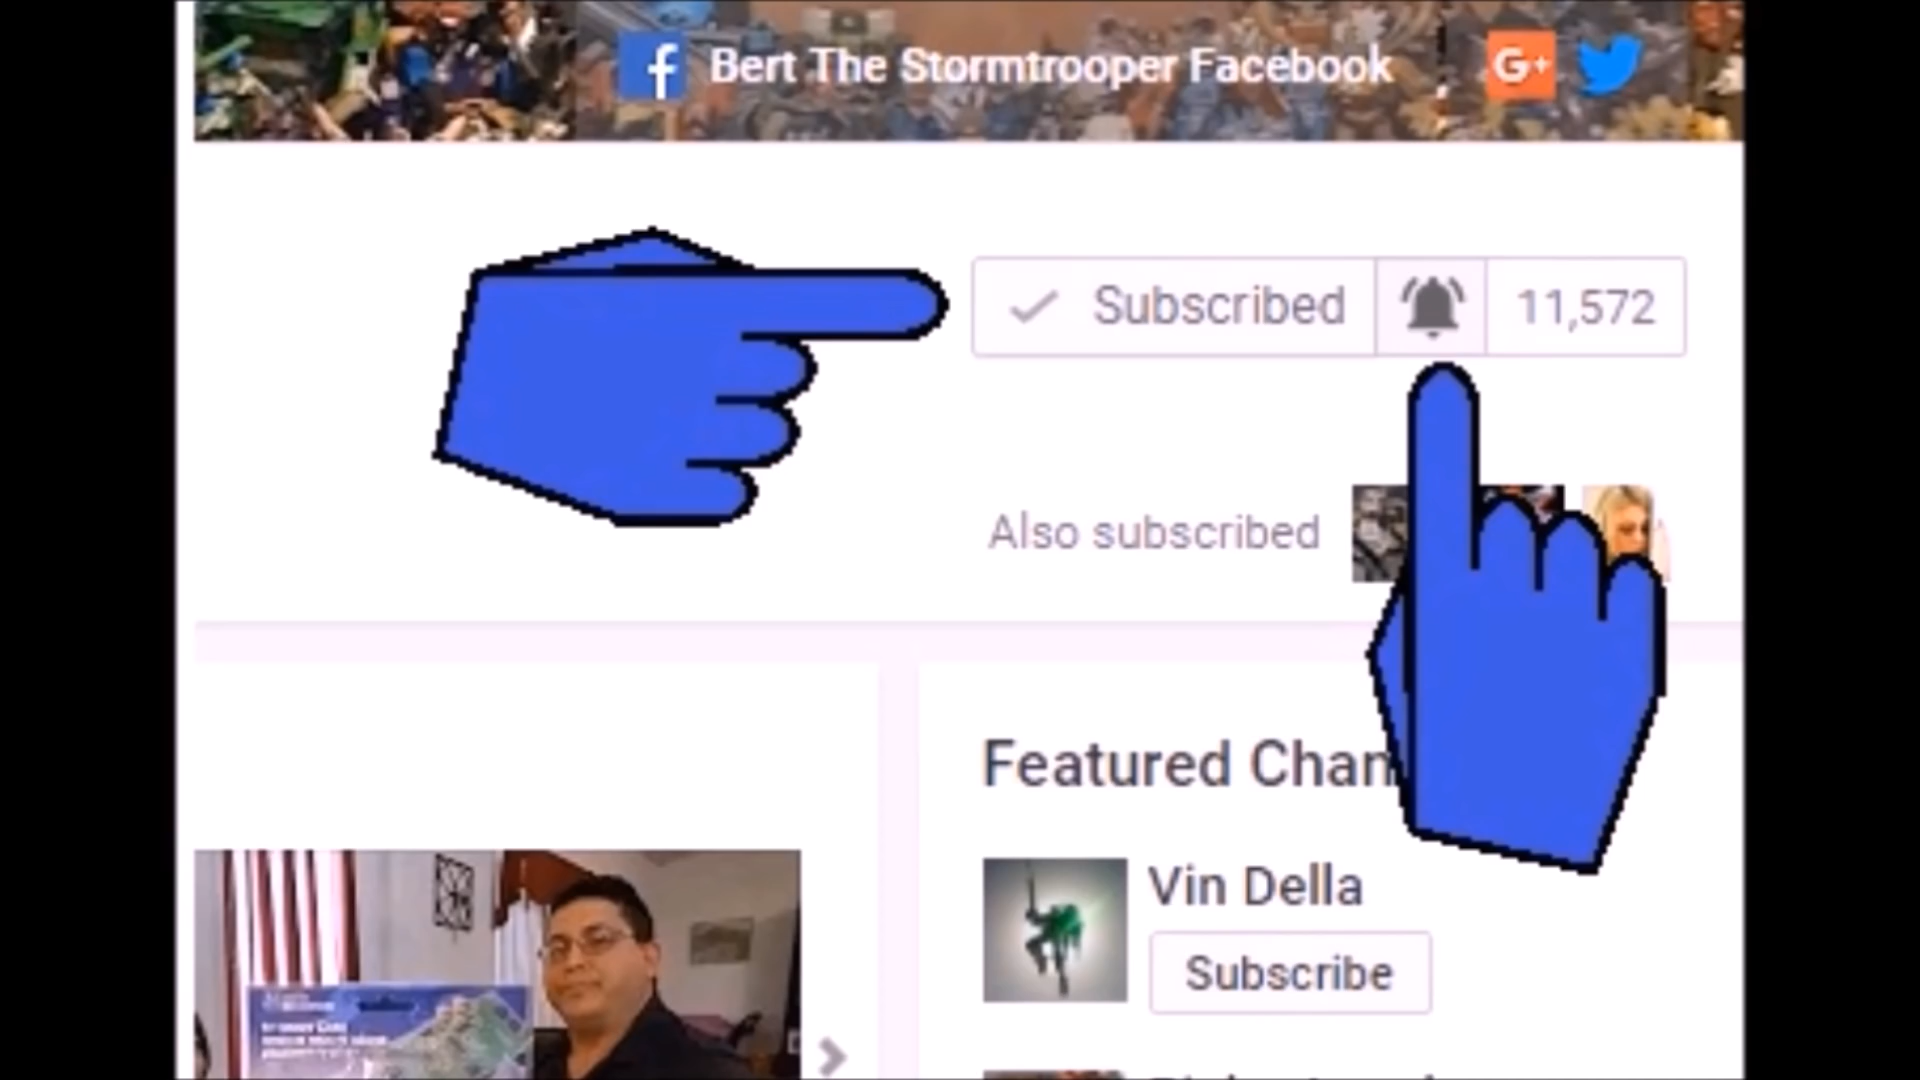 Bert The Stormtrooper Facebook G+
Subscribed 11,572
Also subscribed
Featured Chan
Vin Della
Subscribe